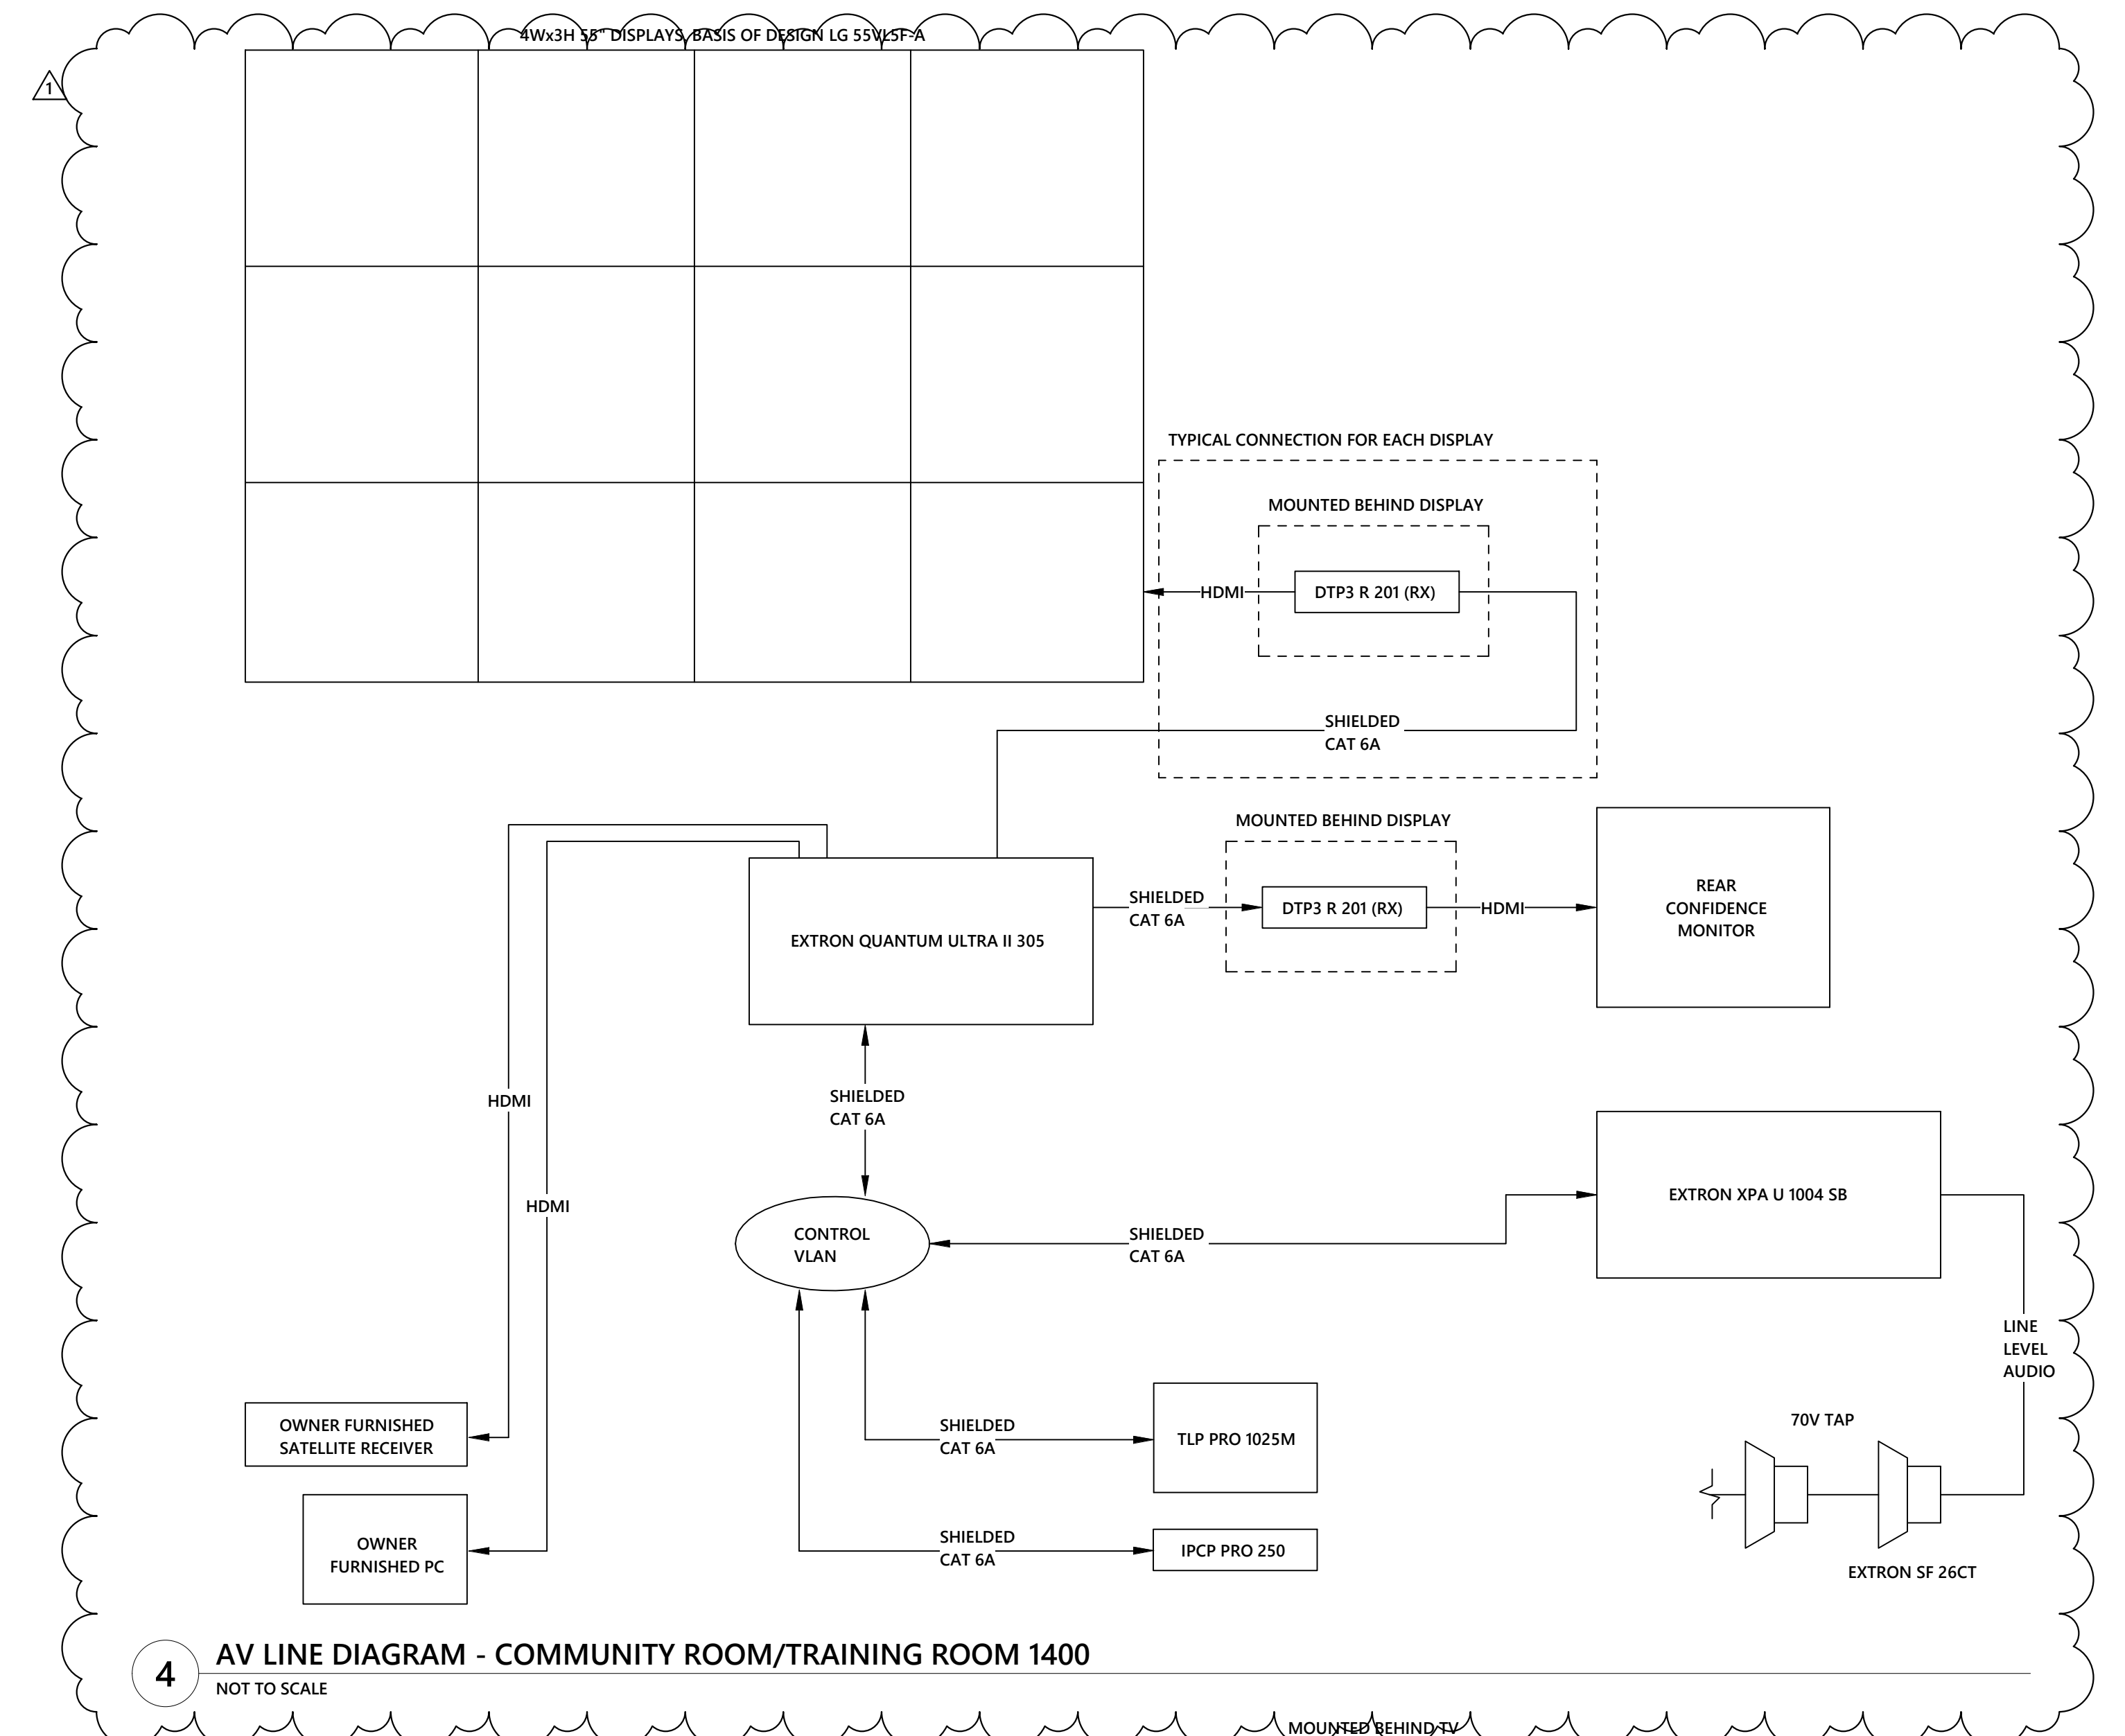 4Wx3H 55" DISPLAYS, BASIS OF DESIGN LG 55VL5F-A
1
TYPICAL CONNECTION FOR EACH DISPLAY
MOUNTED BEHIND DISPLAY
HDMI
DTP3 R 201 (RX)
SHIELDED
CAT 6A
MOUNTED BEHIND DISPLAY
SHIELDED
CAT 6A
DTP3 R 201 (RX)
HDMI
REAR
CONFIDENCE
MONITOR
EXTRON QUANTUM ULTRA II 305
HDMI
SHIELDED
CAT 6A
HDMI
EXTRON XPA U 1004 SB
CONTROL
VLAN
SHIELDED
CAT 6A
LINE
LEVEL
AUDIO
OWNER FURNISHED
SATELLITE RECEIVER
SHIELDED
CAT 6A
TLP PRO 1025M
70V TAP
OWNER
FURNISHED PC
SHIELDED
CAT 6A
IPCP PRO 250
EXTRON SF 26CT
4
AV LINE DIAGRAM - COMMUNITY ROOM/TRAINING ROOM 1400
NOT TO SCALE
MOUNTED BEHIND TV